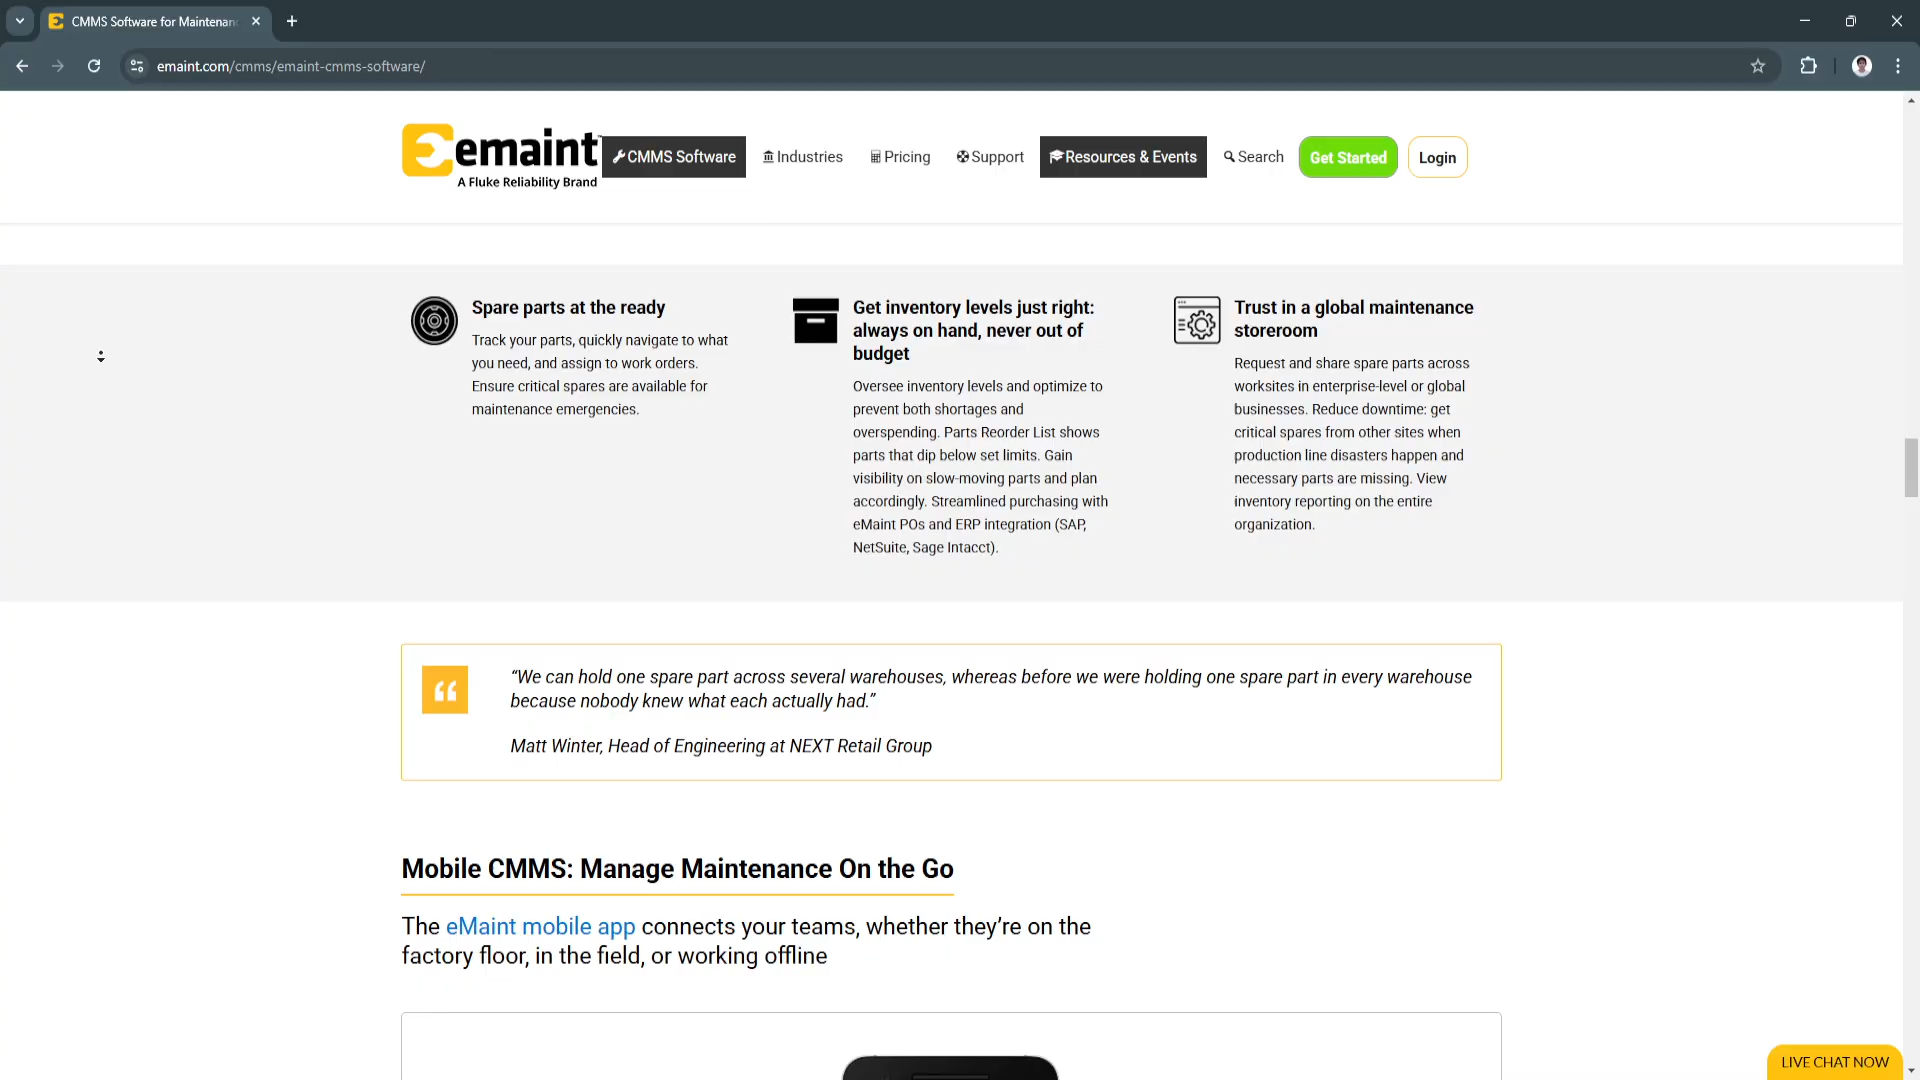 CMMS Software for Maintenan
emaint.com/cmms/emaint-cmms-software/
emaint
A Fluke Reliability Brand
CMMS Software
Industries
Pricing
Support
Resources & Events
Search
Get Started
Login
Spare parts at the ready
Track your parts, quickly navigate to what
you need, and assign to work orders.
Ensure critical spares are available for
maintenance emergencies.
Get inventory levels just right:
always on hand, never out of
budget
Oversee inventory levels and optimize to
prevent both shortages and
overspending. Parts Reorder List shows
parts that dip below set limits. Gain
visibility on slow-moving parts and plan
accordingly. Streamlined purchasing with
eMaint POs and ERP integration (SAP,
NetSuite, Sage Intacct).
Trust in a global maintenance
storeroom
Request and share spare parts across
worksites in enterprise-level or global
businesses. Reduce downtime: get
critical spares from other sites when
production line disasters happen and
necessary parts are missing. View
inventory reporting on the entire
organization.
“We can hold one spare part across several warehouses, whereas before we were holding one spare part in every warehouse
because nobody knew what each actually had.”
Matt Winter, Head of Engineering at NEXT Retail Group
Mobile CMMS: Manage Maintenance On the Go
The eMaint mobile app connects your teams, whether they’re on the
factory floor, in the field, or working offline
LIVE CHAT NOW